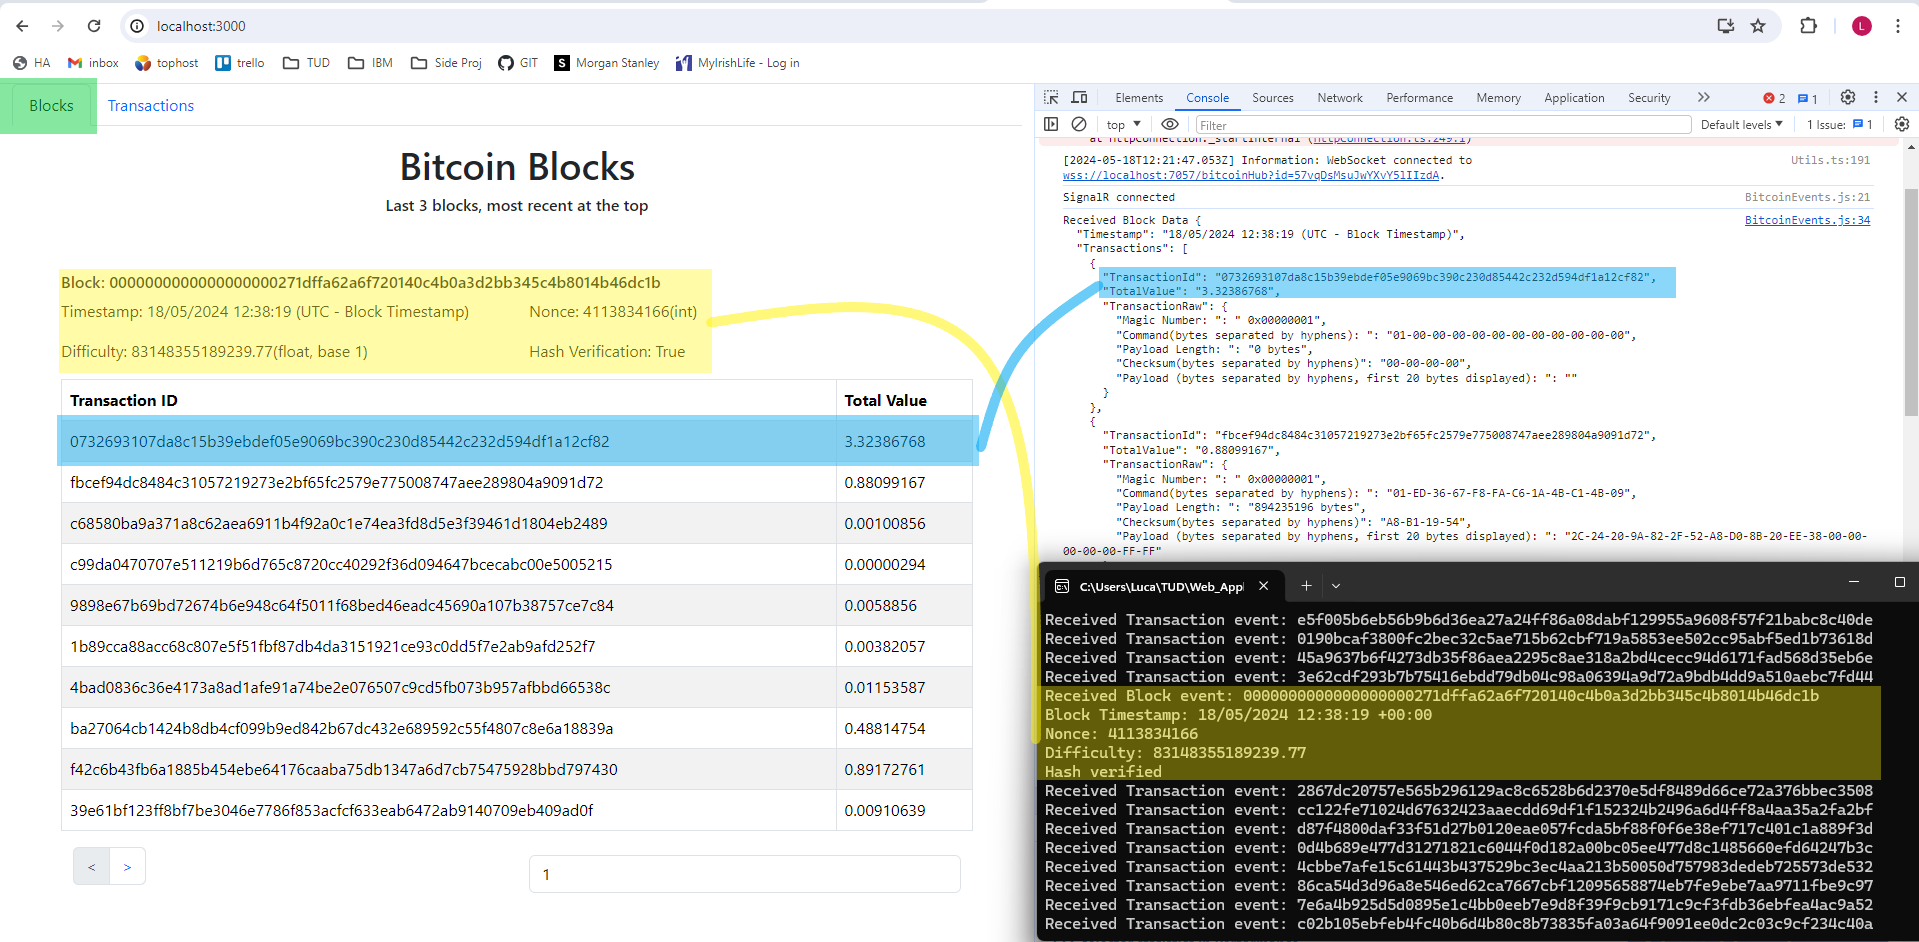 localhost:3000
L
HA
inbox
tophost
trello
TUD
IBM
Side Proj
GIT
S Morgan Stanley
MyIrishLife - Log in
Blocks
Transactions
Bitcoin Blocks
Last 3 blocks, most recent at the top
Block: 0000000000000000000271dffa62a6f720140c4b0a3d2bb345c4b8014b46dc1b
Timestamp: 18/05/2024 12:38:19 (UTC - Block Timestamp)
Nonce: 4113834166(int)
Difficulty: 83148355189239.77(float, base 1)
Hash Verification: True
Transaction ID Total Value
0732693107da8c15b39ebdef05e9069bc390c230d85442c232d594df1a12cf82 3.32386768
fbcef94dc8484c31057219273e2bf65fc2579e775008747aee289804a9091d72 0.88099167
c68580ba9a371a8c62aea6911b4f92a0c1e74ea3fd8d5e3f39461d1804eb2489 0.00100856
c99da0470707e511219b6d765c8720cc40292f36d094647bcecabc00e5005215 0.00000294
9898e67b69bd72674b6e948c64f5011f68bed46eadc45690a107b38757ce7c84 0.0058856
1b89cca88acc68c807e5f51fbf87db4da3151921ce93c0dd5f7e2ab9afd252f7 0.00382057
4bad0836c36e4173a8ad1afe91a74be2e076507c9cd5fb073b957afbbd66538c 0.01153587
ba27064cb1424b8db4cf099b9ed842b67dc432e689592c55f4807c8e6a18839a 0.48814754
f42c6b43fb6a1885b454ebe64176caaba75db1347a6d7cb75475928bbd797430 0.89172761
39e61bf123ff8bf7be3046e7786f853acfcf633eab6472ab9140709eb409ad0f 0.00910639
< >
1
Elements Console Sources Network Performance Memory Application Security >> 2 1
top Filter Default levels 1 Issue: 1
at HttpConnection._startInternal (HttpConnection.ts:249:1)
[2024-05-18T12:21:47.053Z] Information: WebSocket connected to Utils.ts:191
wss://localhost:7057/bitcoinHub?id=57vqDsMsuJwYXvY5lIIzdA.
SignalR connected BitcoinEvents.js:21
Received Block Data { BitcoinEvents.js:34
"Timestamp": "18/05/2024 12:38:19 (UTC - Block Timestamp)",
"Transactions": [
{
"TransactionId": "0732693107da8c15b39ebdef05e9069bc390c230d85442c232d594df1a12cf82",
"TotalValue": "3.32386768",
"TransactionRaw": {
"Magic Number: ": " 0x00000001",
"Command(bytes separated by hyphens): ": "01-00-00-00-00-00-00-00-00-00-00-00",
"Payload Length: ": "0 bytes",
"Checksum(bytes separated by hyphens)": "00-00-00-00",
"Payload (bytes separated by hyphens, first 20 bytes displayed): ": ""
}
},
{
"TransactionId": "fbcef94dc8484c31057219273e2bf65fc2579e775008747aee289804a9091d72",
"TotalValue": "0.88099167",
"TransactionRaw": {
"Magic Number: ": " 0x00000001",
"Command(bytes separated by hyphens): ": "01-ED-36-67-F8-FA-C6-1A-4B-C1-4B-09",
"Payload Length: ": "894235196 bytes",
"Checksum(bytes separated by hyphens)": "A8-B1-19-54",
"Payload (bytes separated by hyphens, first 20 bytes displayed): ": "2C-24-20-9A-82-2F-52-A8-D0-8B-20-EE-38-00-00-
00-00-00-FF-FF"
C:\Users\Luca\TUD\Web_Appl
Received Transaction event: e5f005b6eb56b9b6d36ea27a24ff86a08dabf129955a9608f57f21babc8c40de
Received Transaction event: 0190bcaf3800fc2bec32c5ae715b62cbf719a5853ee502cc95abf5ed1b73618d
Received Transaction event: 45a9637b6f4273db35f86aea2295c8ae318a2bd4cecc94d6171fad568d35eb6e
Received Transaction event: 3e62cdf293b7b75416ebdd79db04c98a06394a9d72a9bdb4dd9a510aebc7fd44
Received Block event: 0000000000000000000271dffa62a6f720140c4b0a3d2bb345c4b8014b46dc1b
Block Timestamp: 18/05/2024 12:38:19 +00:00
Nonce: 4113834166
Difficulty: 83148355189239.77
Hash verified
Received Transaction event: 2867dc20757e565b296129ac8c6528b6d2370e5df8489d66ce72a376bbec3508
Received Transaction event: cc122fe71024d67632423aaecdd69df1f152324b2496a6d4ff8a4aa35a2fa2bf
Received Transaction event: d87f4800daf33f51d27b0120eae057fcda5bf88f0f6e38ef717c401c1a889f3d
Received Transaction event: 0d4b689e477d31271821c6044f0d182a00bc05ee477d8c1485660efd64247b3c
Received Transaction event: 4cbbe7afe15c61443b437529bc3ec4aa213b50050d757983dedeb725573de532
Received Transaction event: 86ca54d3d96a8e546ed62ca7667cbf12095658874eb7fe9ebe7aa9711fbe9c97
Received Transaction event: 7e6a4b925d5d0895e1c4bb0eeb7e9d8f39f9cb9171c9cf3fdb36ebfea4ac9a52
Received Transaction event: c02b105ebfeb4fc40b6d4b80c8b73835fa03a64f9091ee0dc2c03c9cf234c40a